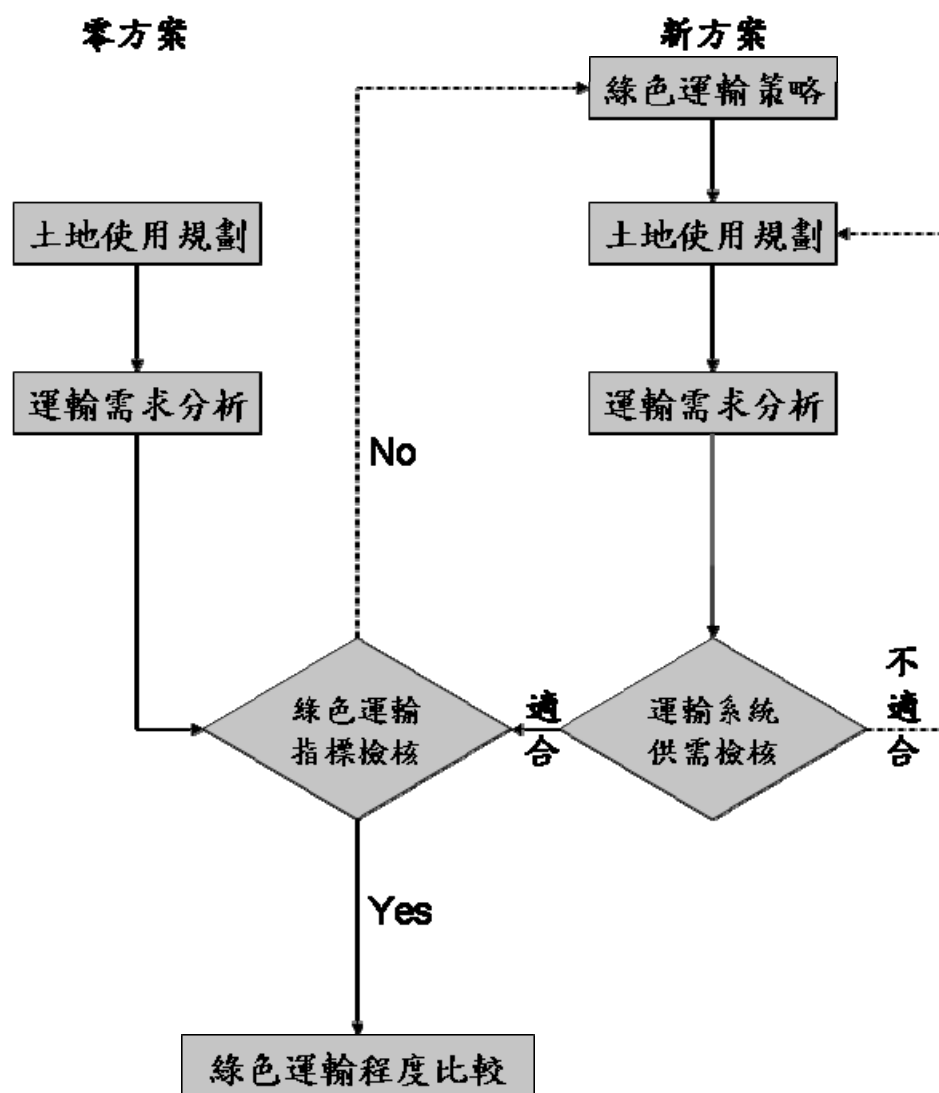 零方案
新方案
綠色運輸策略
土地使用規劃
土地使用規劃
運輸需求分析
運輸需求分析
No
綠色運輸
指標檢核
適
合
運輸系統
供需檢核
不
適
合
Yes
綠色運輸程度比較